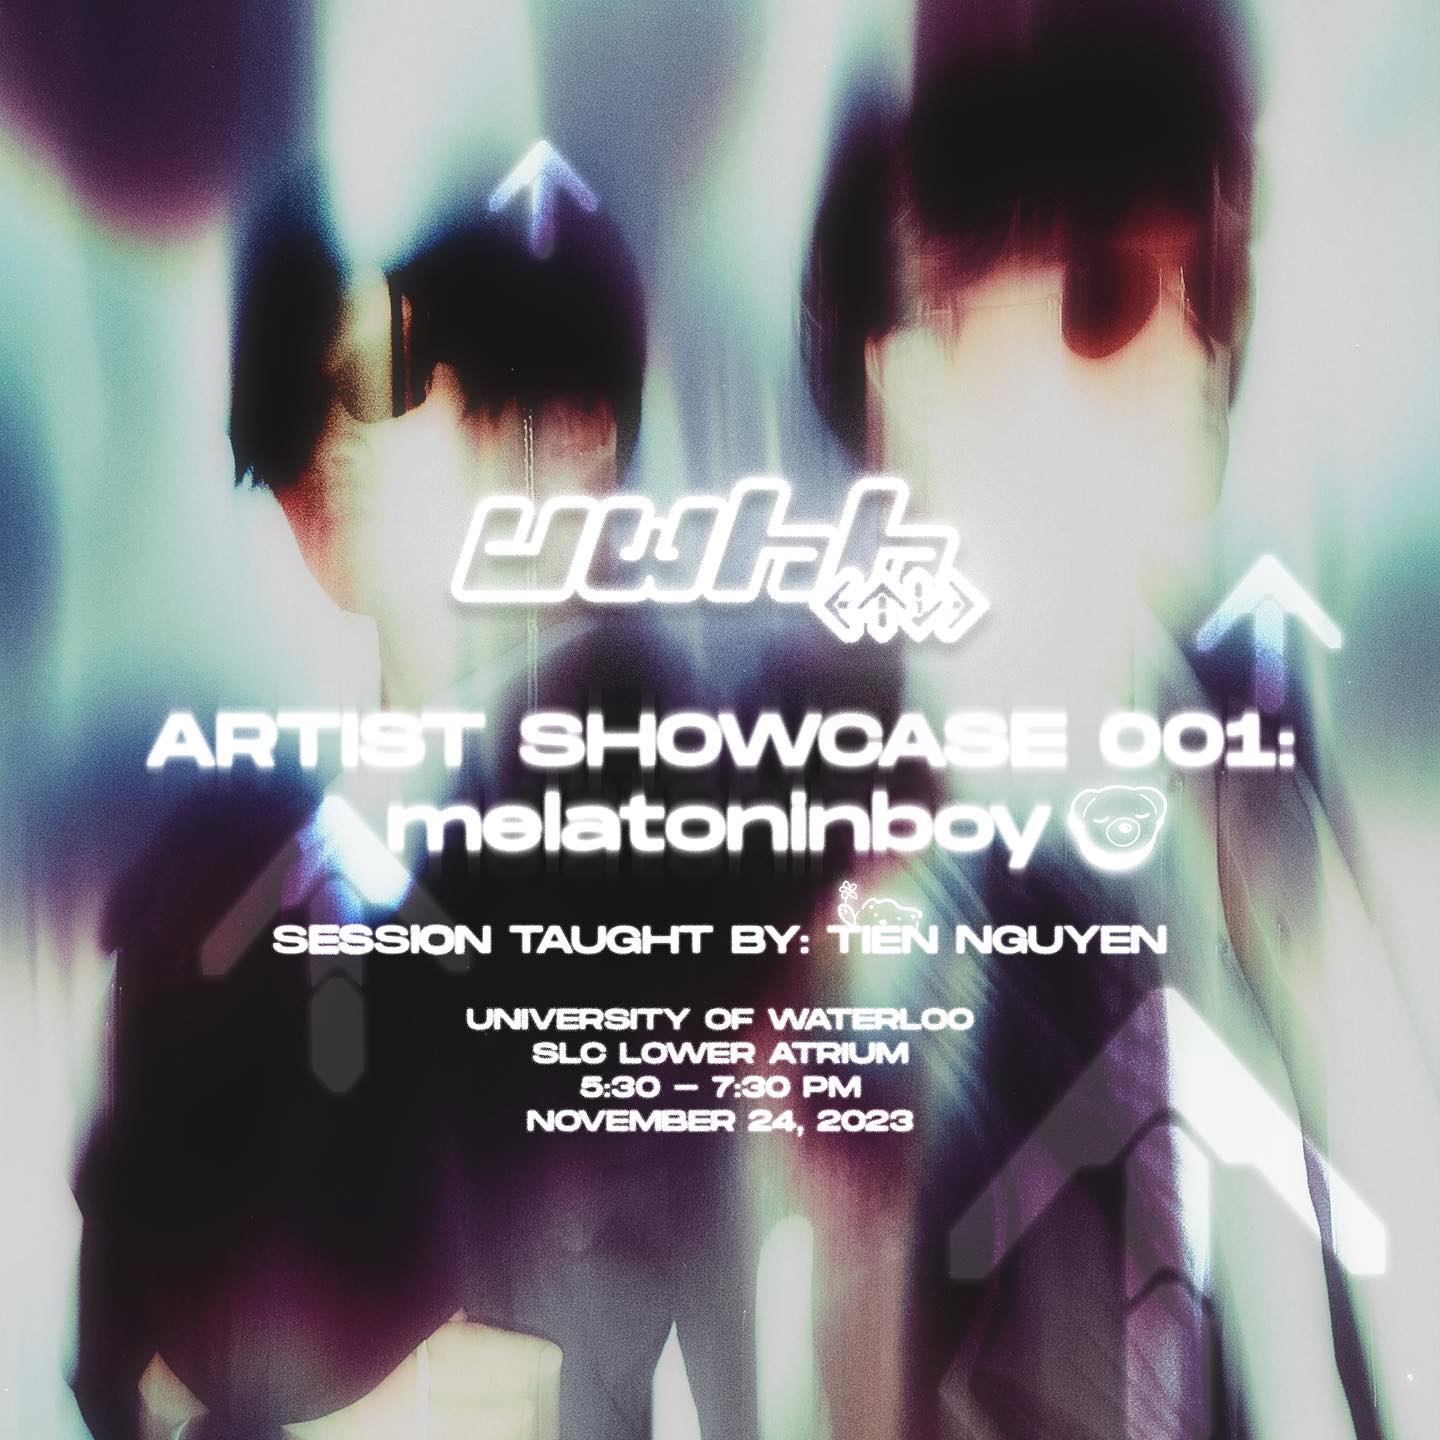 uwhh
ARTIST SHOWCASE 001:
melatoninboy
SESSION TAUGHT BY: TIEN NGUYEN
UNIVERSITY OF WATERLOO
SLC LOWER ATRIUM
5:30 – 7:30 PM
NOVEMBER 24, 2023